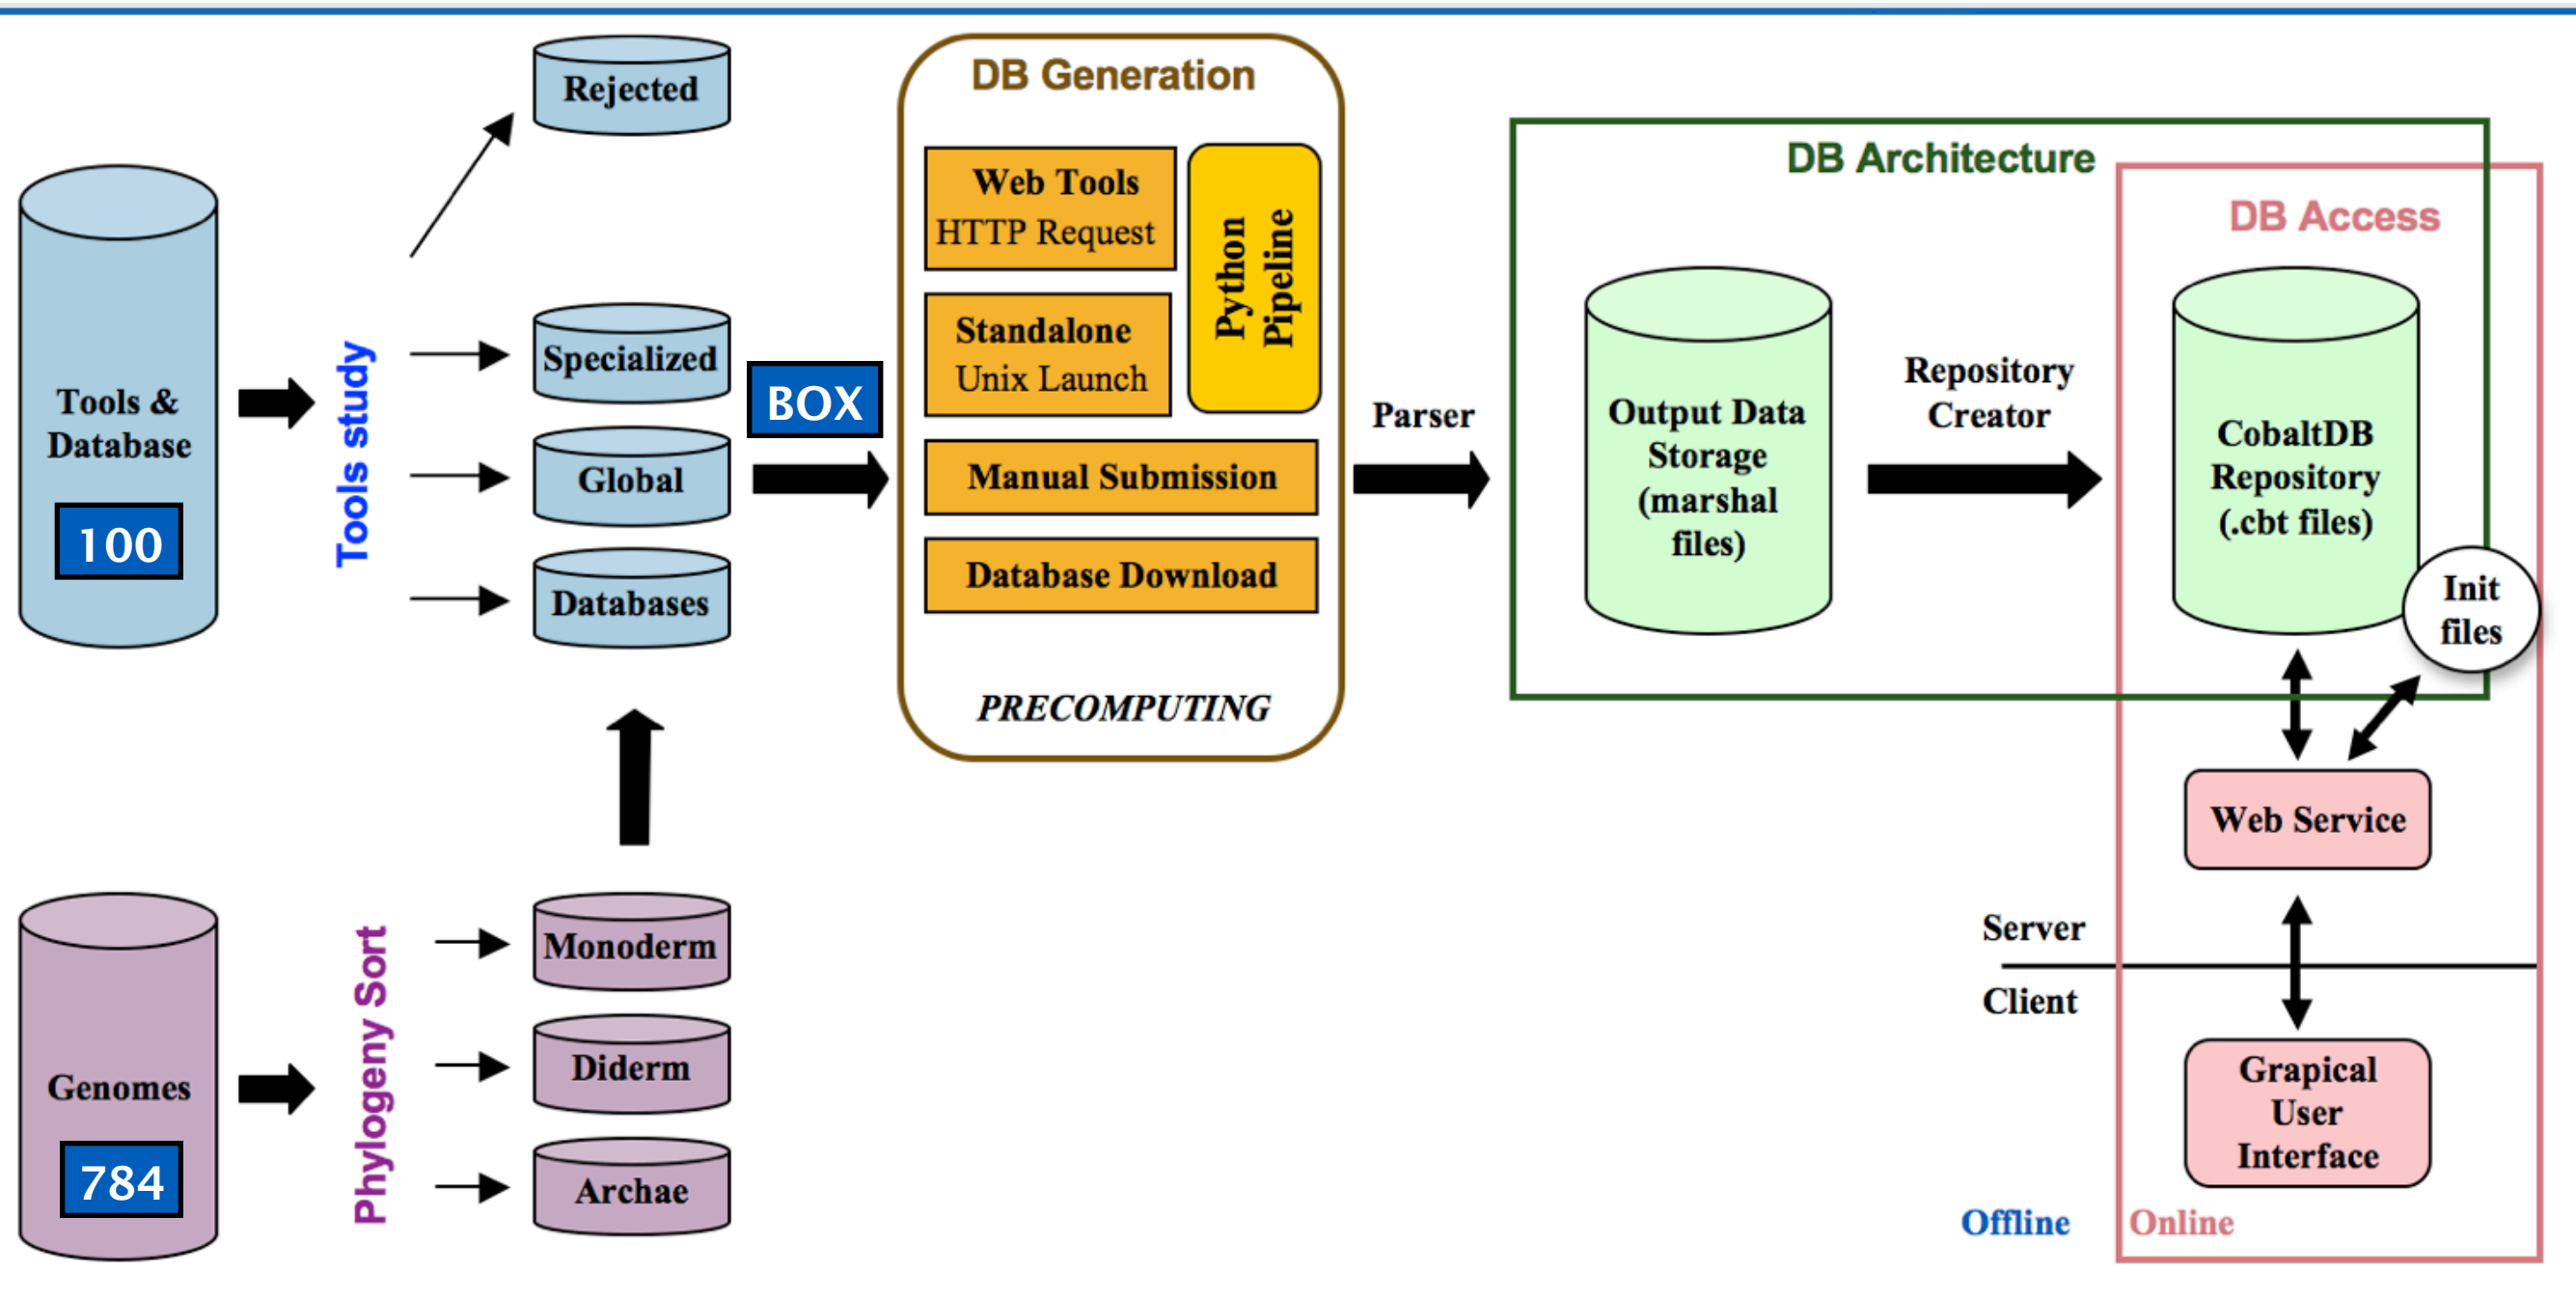 Rejected
Tools &
Database
100
Tools study
Specialized
Global
Databases
BOX
DB Generation
Web Tools
HTTP Request
Standalone
Unix Launch
Python
Pipeline
Manual Submission
Database Download
PRECOMPUTING
Parser
DB Architecture
Output Data
Storage
(marshal
files)
Repository
Creator
DB Access
CobaltDB
Repository
(.cbt files)
Init
files
Web Service
Server
Client
Grapical
User
Interface
Offline
Online
Genomes
784
Phylogeny Sort
Monoderm
Diderm
Archae